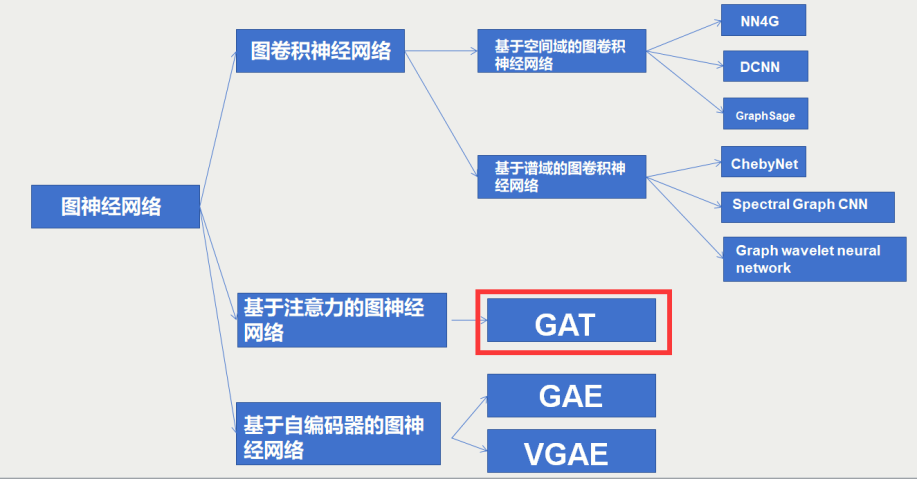 图神经网络
图卷积神经网络
基于空间域的图卷积
神经网络
NN4G
DCNN
GraphSage
基于谱域的图卷积神
经网络
ChebyNet
Spectral Graph CNN
Graph wavelet neural
network
基于注意力的图神经
网络
GAT
基于自编码器的图神
经网络
GAE
VGAE